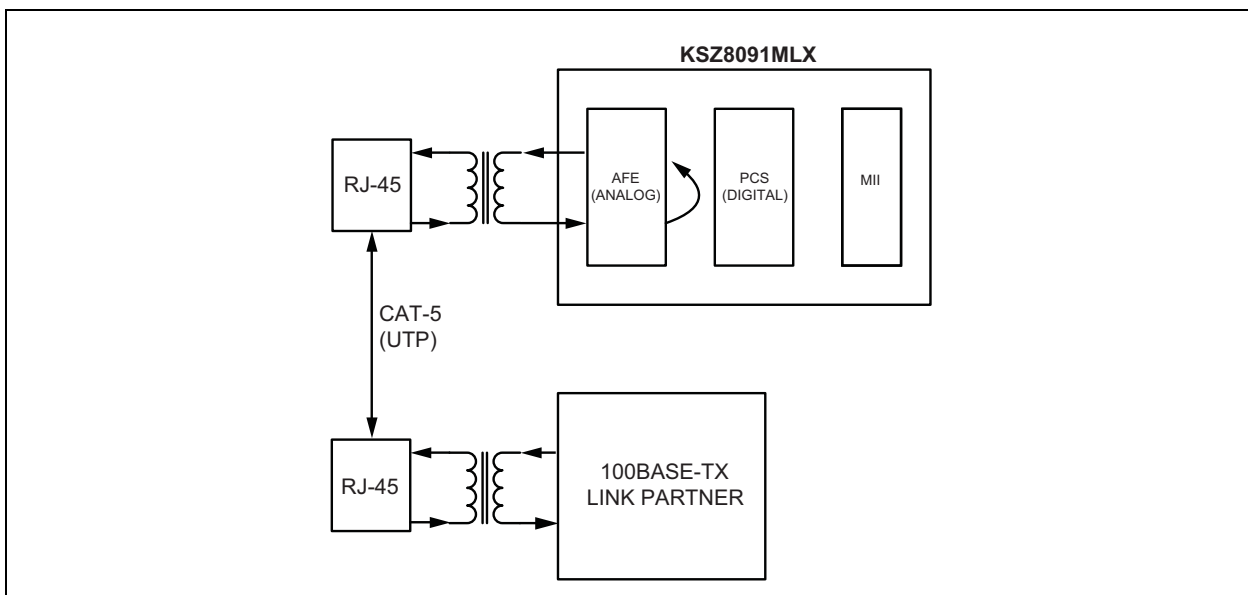 KSZ8091MLX
RJ-45
AFE
(ANALOG)
PCS
(DIGITAL)
MII
CAT-5
(UTP)
RJ-45
100BASE-TX
LINK PARTNER